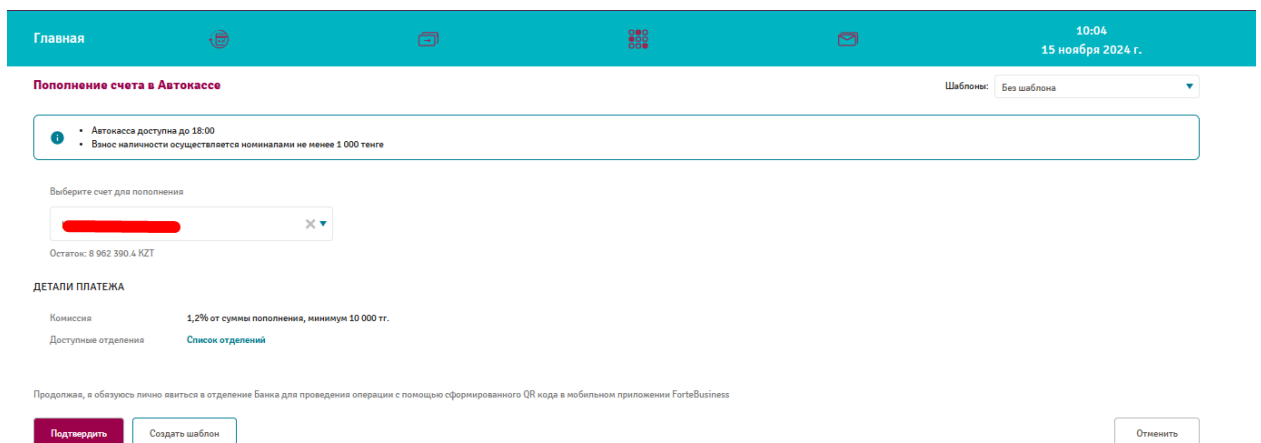 Главная
10:04
15 ноября 2024 г.
Пополнение счета в Автокассе
Шаблоны: Без шаблона
• Автокасса доступна до 18:00
• Взнос наличности осуществляется номиналами не менее 1 000 тенге
Выберите счет для пополнения
Остаток: 8 962 390.4 KZT
ДЕТАЛИ ПЛАТЕЖА
Комиссия 1,2% от суммы пополнения, минимум 10 000 тг.
Доступные отделения Список отделений
Продолжая, я обязуюсь лично явиться в отделение Банка для проведения операции с помощью сформированного QR кода в мобильном приложении ForteBusiness
Подтвердить Создать шаблон Отменить